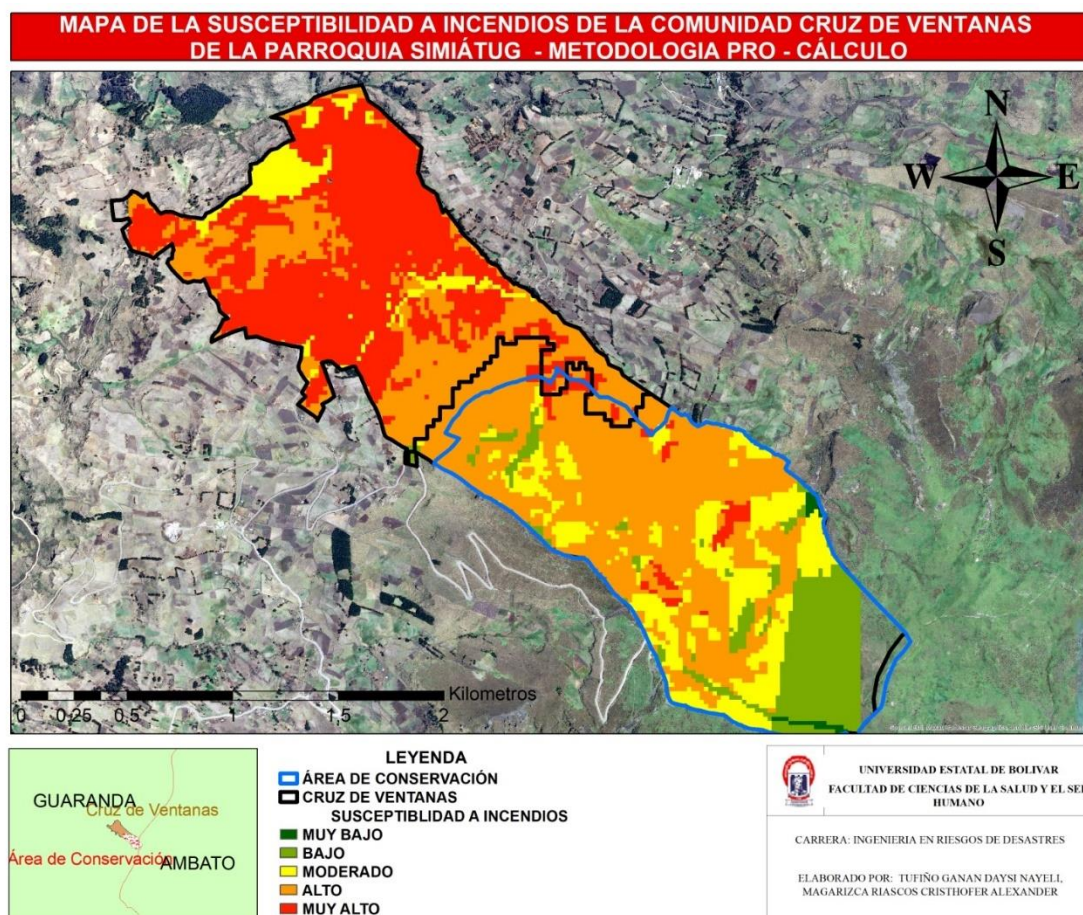 MAPA DE LA SUSCEPTIBILIDAD A INCENDIOS DE LA COMUNIDAD CRUZ DE VENTANAS
DE LA PARROQUIA SIMIÁTUG - METODOLOGIA PRO - CÁLCULO
N
W E
S
Kilometros
0 0,25 0,5 1 1,5 2
GUARANDA
Cruz de Ventanas
Área de Conservación
AMBATO
LEYENDA
ÁREA DE CONSERVACIÓN
CRUZ DE VENTANAS
SUSCEPTIBLIDAD A INCENDIOS
MUY BAJO
BAJO
MODERADO
ALTO
MUY ALTO
UNIVERSIDAD ESTATAL DE BOLIVAR
FACULTAD DE CIENCIAS DE LA SALUD Y EL SER
HUMANO
CARRERA: INGENIERIA EN RIESGOS DE DESASTRES
ELABORADO POR: TUFIÑO GANAN DAYSI NAYELI,
MAGARIZCA RIASCOS CRISTHOFER ALEXANDER